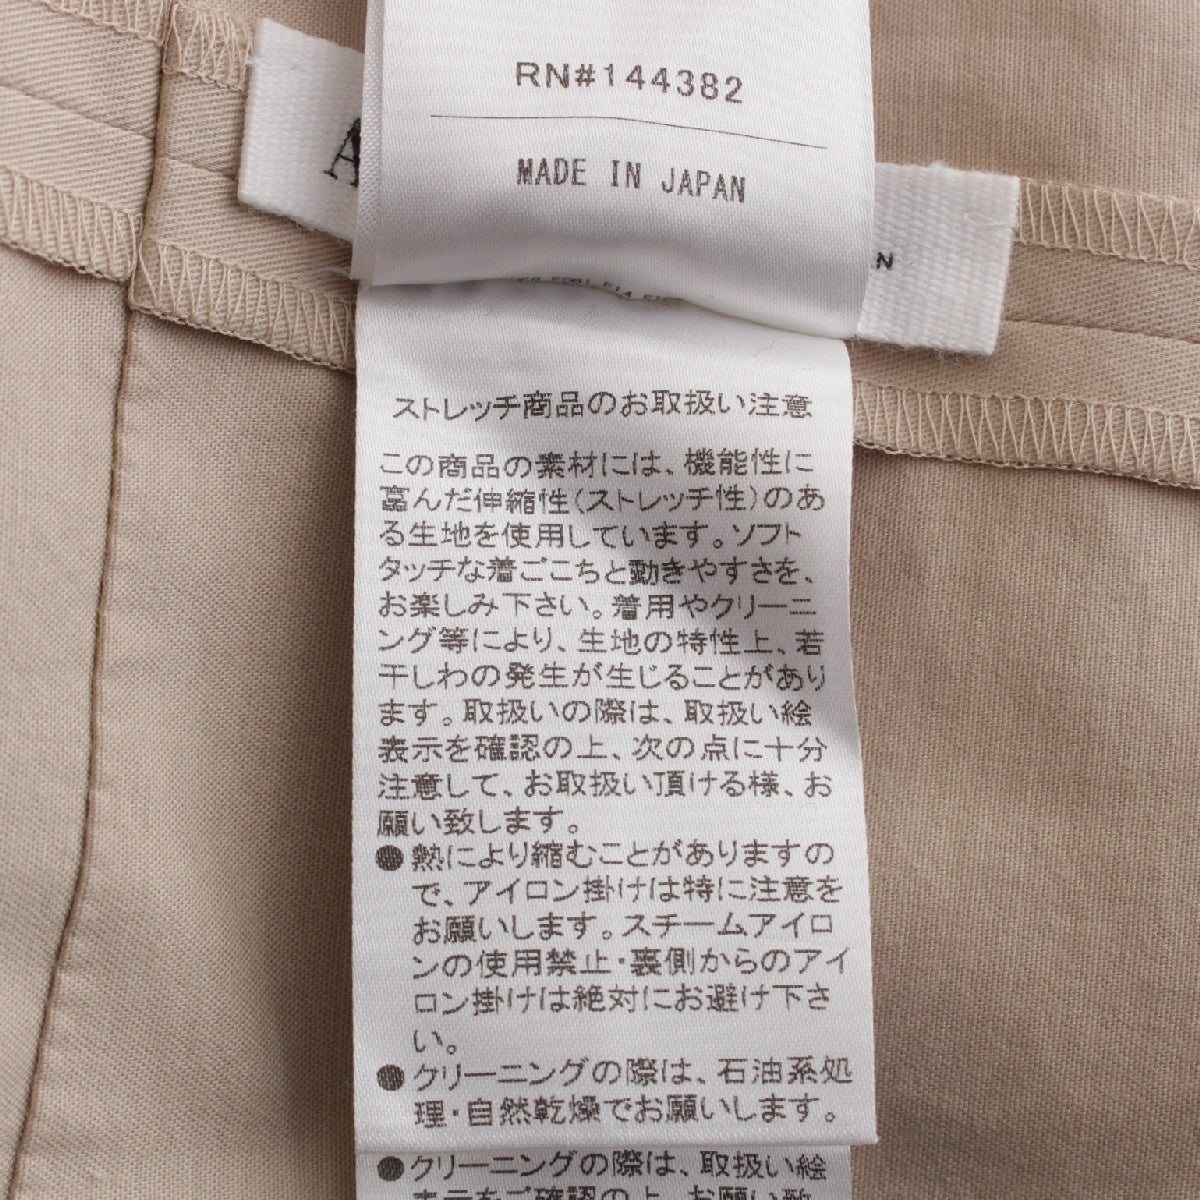 RN#144382
MADE IN JAPAN
A
N
ストレッチ商品のお取扱い注意
この商品の素材には、機能性に
富んだ伸縮性(ストレッチ性)のあ
る生地を使用しています。ソフト
タッチな着ごこちと動きやすさを、
お楽しみ下さい。着用やクリーニ
ング等により、生地の特性上、若
干しわの発生が生じることがあり
ます。取扱いの際は、取扱い絵
表示を確認の上、次の点に十分
注意して、お取扱い頂ける様、お
願い致します。
●熱により縮むことがありますの
で、アイロン掛けは特に注意を
お願いします。スチームアイロ
ンの使用禁止・裏側からのアイ
ロン掛けは絶対にお避け下さ
い。
●クリーニングの際は、石油系処
理・自然乾燥でお願いします。
●クリーニングの際は、取扱い絵
表示をご確認の上、お願い致